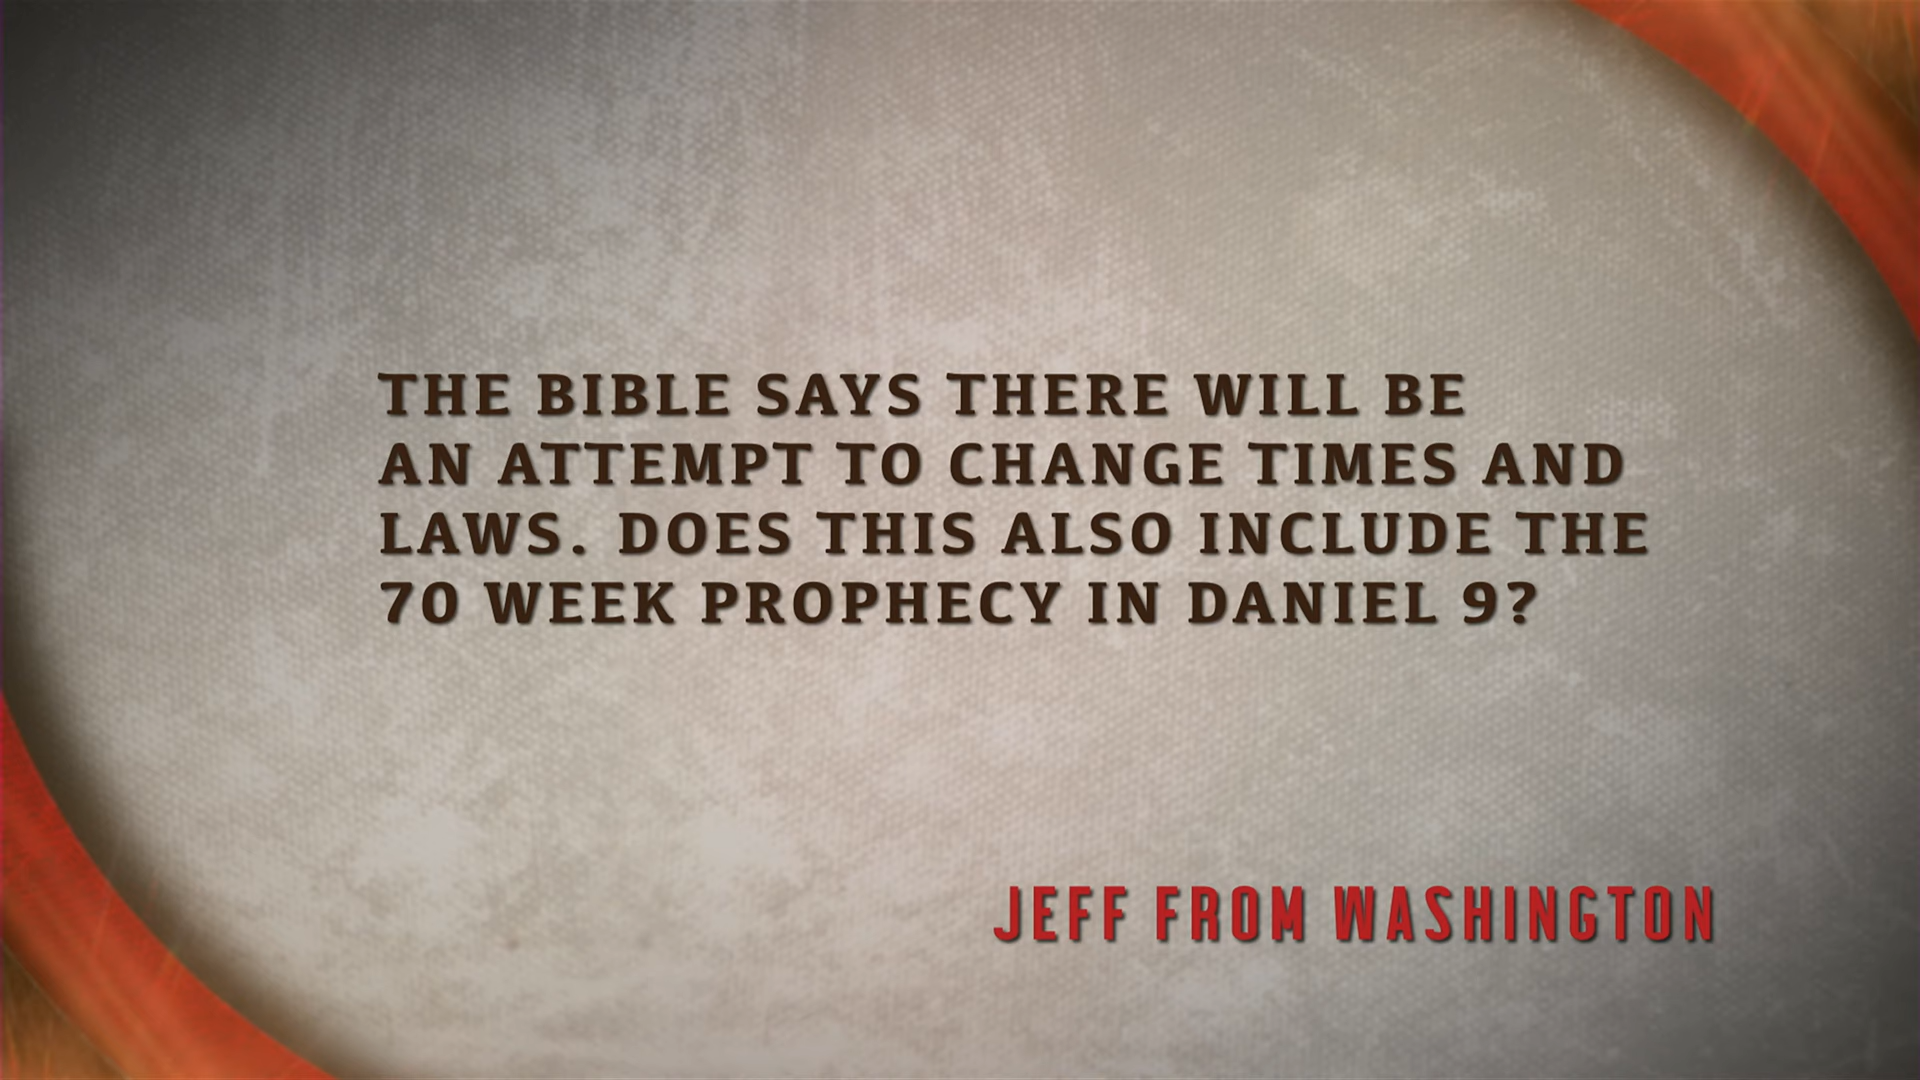 THE BIBLE SAYS THERE WILL BE
AN ATTEMPT TO CHANGE TIMES AND
LAWS. DOES THIS ALSO INCLUDE THE
70 WEEK PROPHECY IN DANIEL 9?
JEFF FROM WASHINGTON